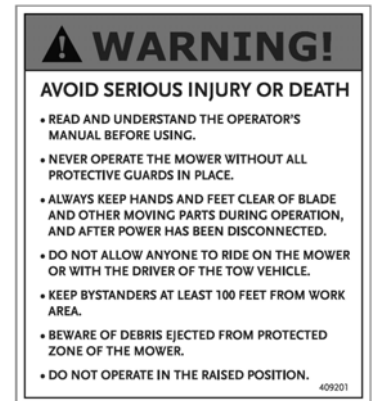 WARNING!
AVOID SERIOUS INJURY OR DEATH
• READ AND UNDERSTAND THE OPERATOR'S
MANUAL BEFORE USING.
• NEVER OPERATE THE MOWER WITHOUT ALL
PROTECTIVE GUARDS IN PLACE.
• ALWAYS KEEP HANDS AND FEET CLEAR OF BLADE
AND OTHER MOVING PARTS DURING OPERATION,
AND AFTER POWER HAS BEEN DISCONNECTED.
• DO NOT ALLOW ANYONE TO RIDE ON THE MOWER
OR WITH THE DRIVER OF THE TOW VEHICLE.
• KEEP BYSTANDERS AT LEAST 100 FEET FROM WORK
AREA.
• BEWARE OF DEBRIS EJECTED FROM PROTECTED
ZONE OF THE MOWER.
• DO NOT OPERATE IN THE RAISED POSITION.
409201